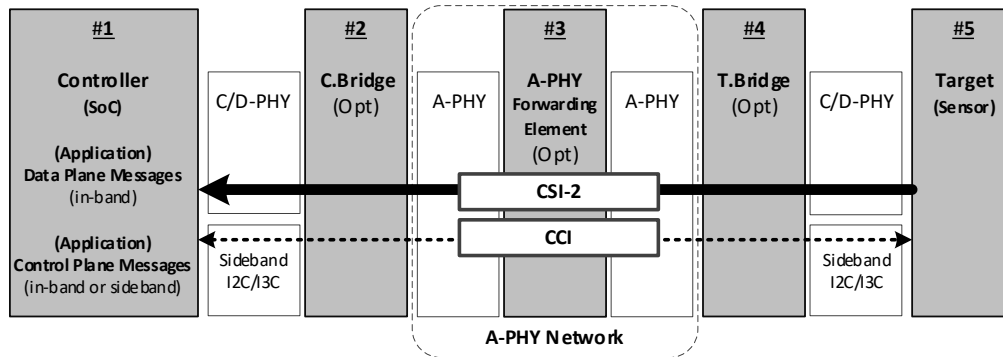 #1
Controller
(SoC)
(Application)
Data Plane Messages
(in-band)
(Application)
Control Plane Messages
(in-band or sideband)
C/D-PHY
Sideband
I2C/I3C
#2
C.Bridge
(Opt)
A-PHY
#3
A-PHY
Forwarding
Element
(Opt)
CSI-2
CCI
A-PHY
A-PHY Network
#4
T.Bridge
(Opt)
C/D-PHY
Sideband
I2C/I3C
#5
Target
(Sensor)